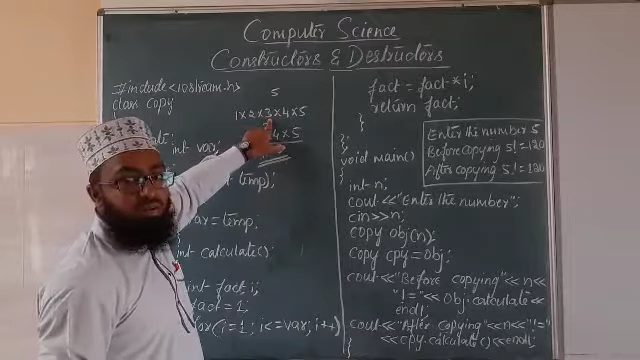 Computer Science
Constructors & Destructors
#include <iostream.h>
class copy
int var;
temp);
var = temp;
int calculate()
int fact i;
fact = 1;
for(i=1; i<=var; i++)
5
1×2×3×4×5
4×5
fact = fact * i;
return fact;
}
};
void main()
int n;
cout<<"Enter the number";
cin>>n;
copy obj(n);
copy cpy = obj;
cout<<"Before copying"<<n<<
"!="<< obj.calculate<<
endl;
cout<<"After copying"<<n<<"!="
<<cpy.calculate()<<endl;
}
Enter the number 5
Before copying 5!=120
After copying 5!=120